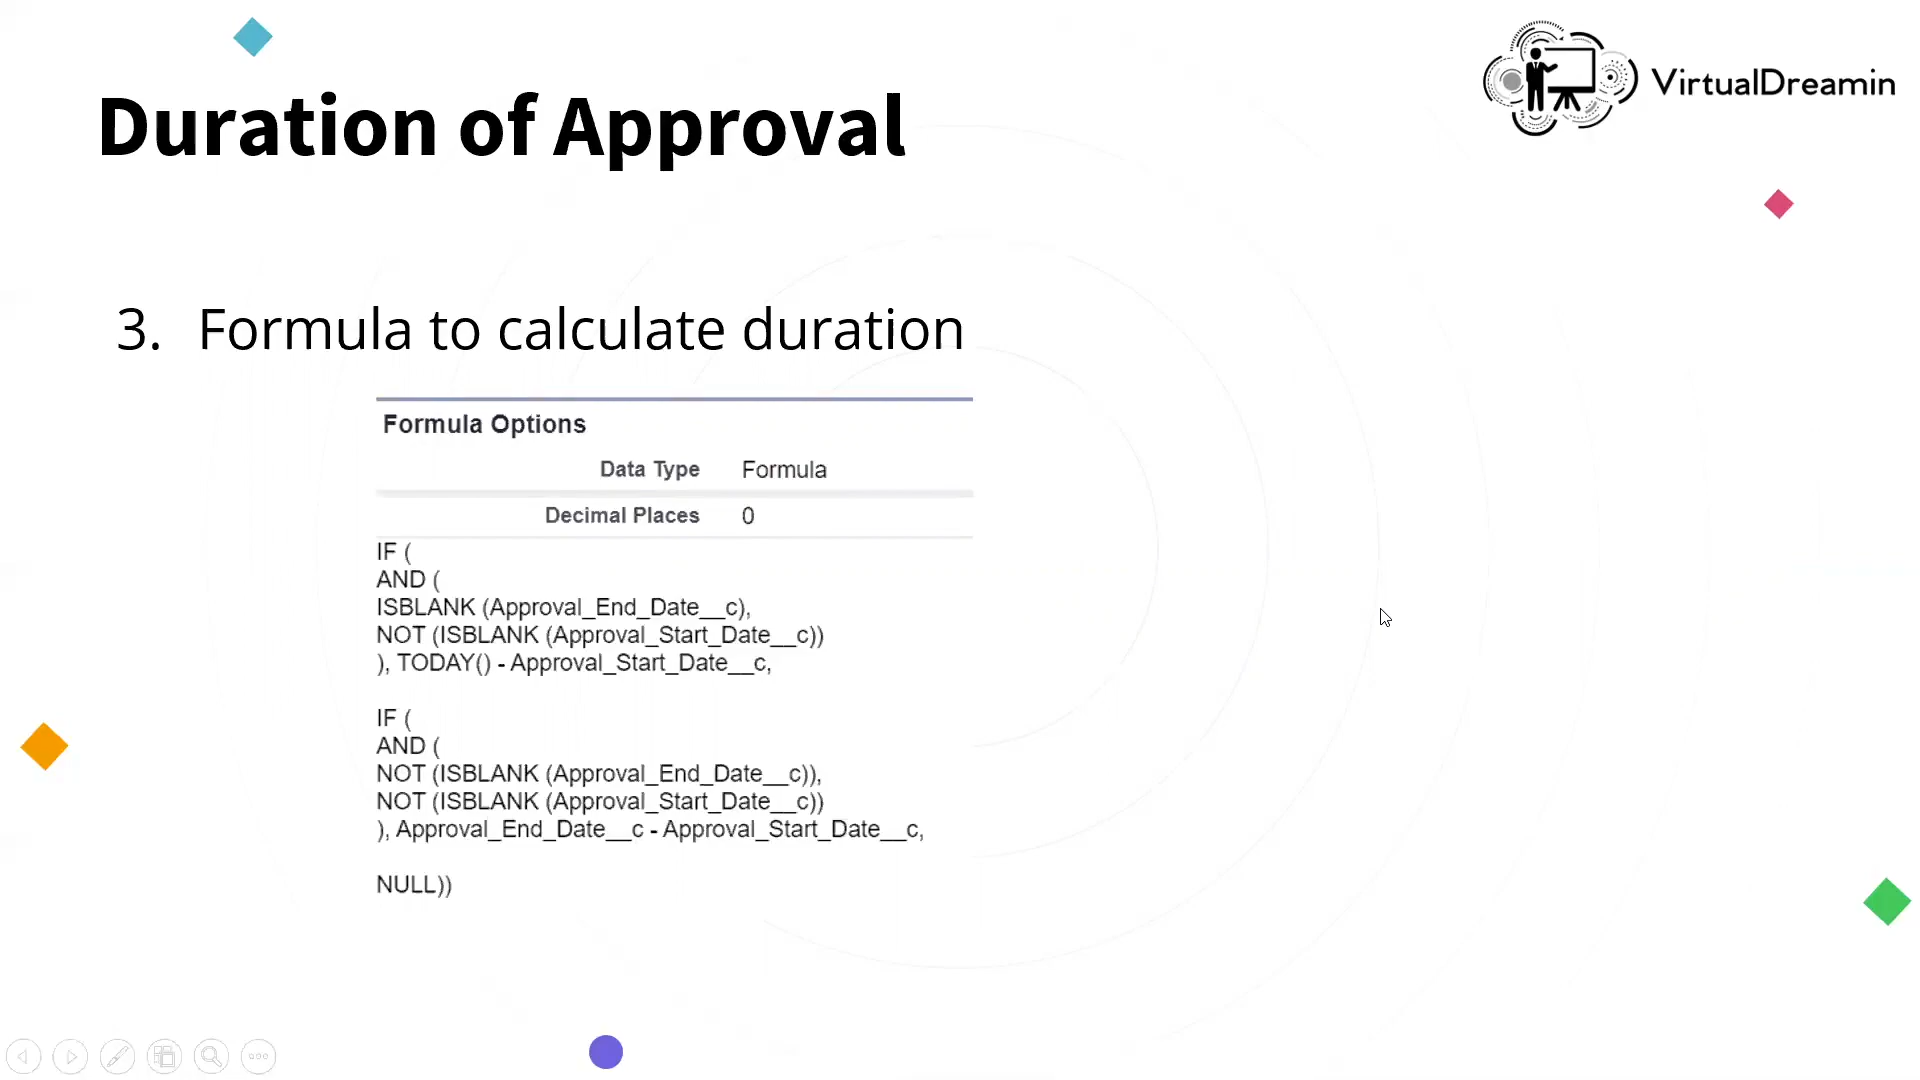 VirtualDreamin
Duration of Approval
3. Formula to calculate duration
Formula Options
Data Type Formula
Decimal Places 0
IF (
AND (
ISBLANK (Approval_End_Date__c),
NOT (ISBLANK (Approval_Start_Date__c))
), TODAY() - Approval_Start_Date__c,
IF (
AND (
NOT (ISBLANK (Approval_End_Date__c)),
NOT (ISBLANK (Approval_Start_Date__c))
), Approval_End_Date__c - Approval_Start_Date__c,
NULL))